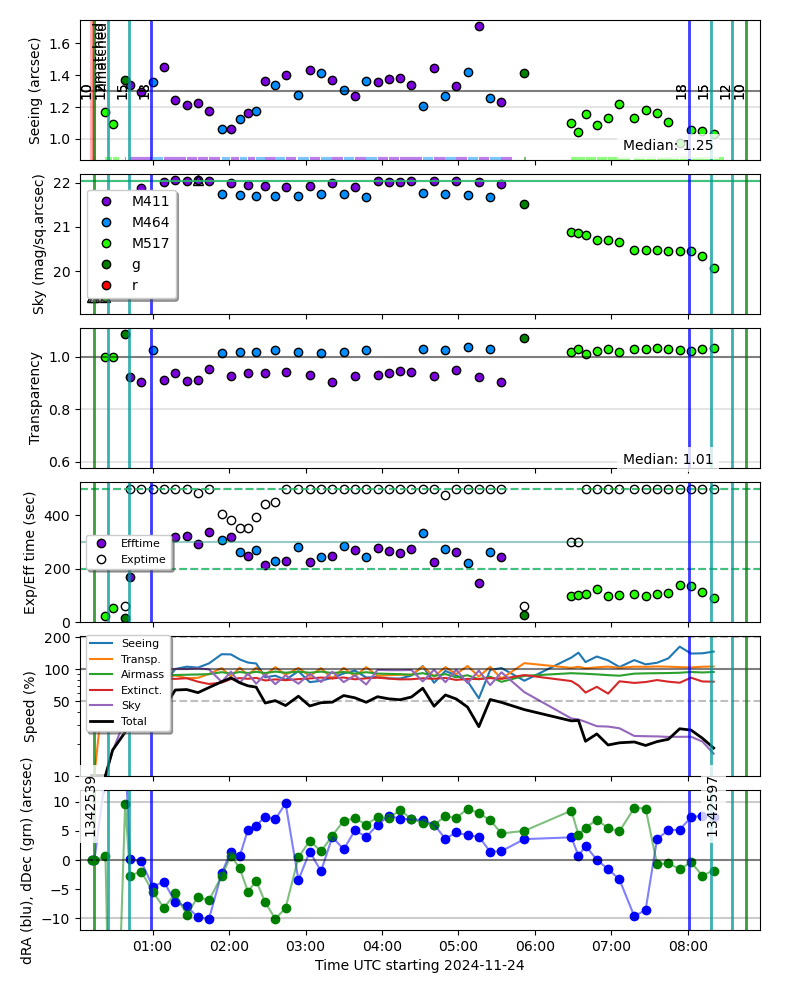 1.6
1.4
1.2
1.0
Seeing (arcsec)
10
12
15
18
18
15
12
10
Median: 1.25
22
21
20
Sky (mag/sq.arcsec)
M411
M464
M517
g
r
1.0
0.8
0.6
Transparency
Median: 1.01
400
200
0
Exp/Eff time (sec)
Efftime
Exptime
200
100
50
10
Speed (%)
Seeing
Transp.
Airmass
Extinct.
Sky
Total
10
5
0
−5
−10
dRA (blu), dDec (grn) (arcsec)
1342539
1342597
01:00
02:00
03:00
04:00
05:00
06:00
07:00
08:00
Time UTC starting 2024-11-24